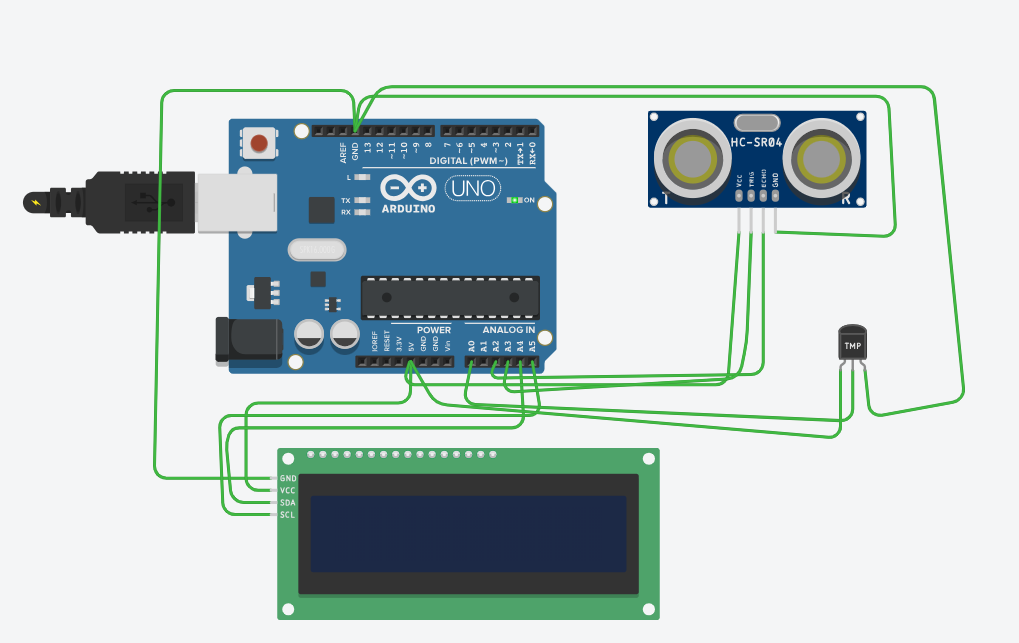 AREF
GND
13
12
~11
~10
~9
8
7
~6
~5
4
~3
2
TX→1
RX←0
DIGITAL (PWM~)
L
TX
RX
UNO
ARDUINO
ON
POWER
ANALOG IN
IOREF
RESET
3.3V
5V
GND
GND
Vin
A0
A1
A2
A3
A4
A5
HC-SR04
VCC
TRIG
ECHO
GND
T
R
TMP
GND
VCC
SDA
SCL